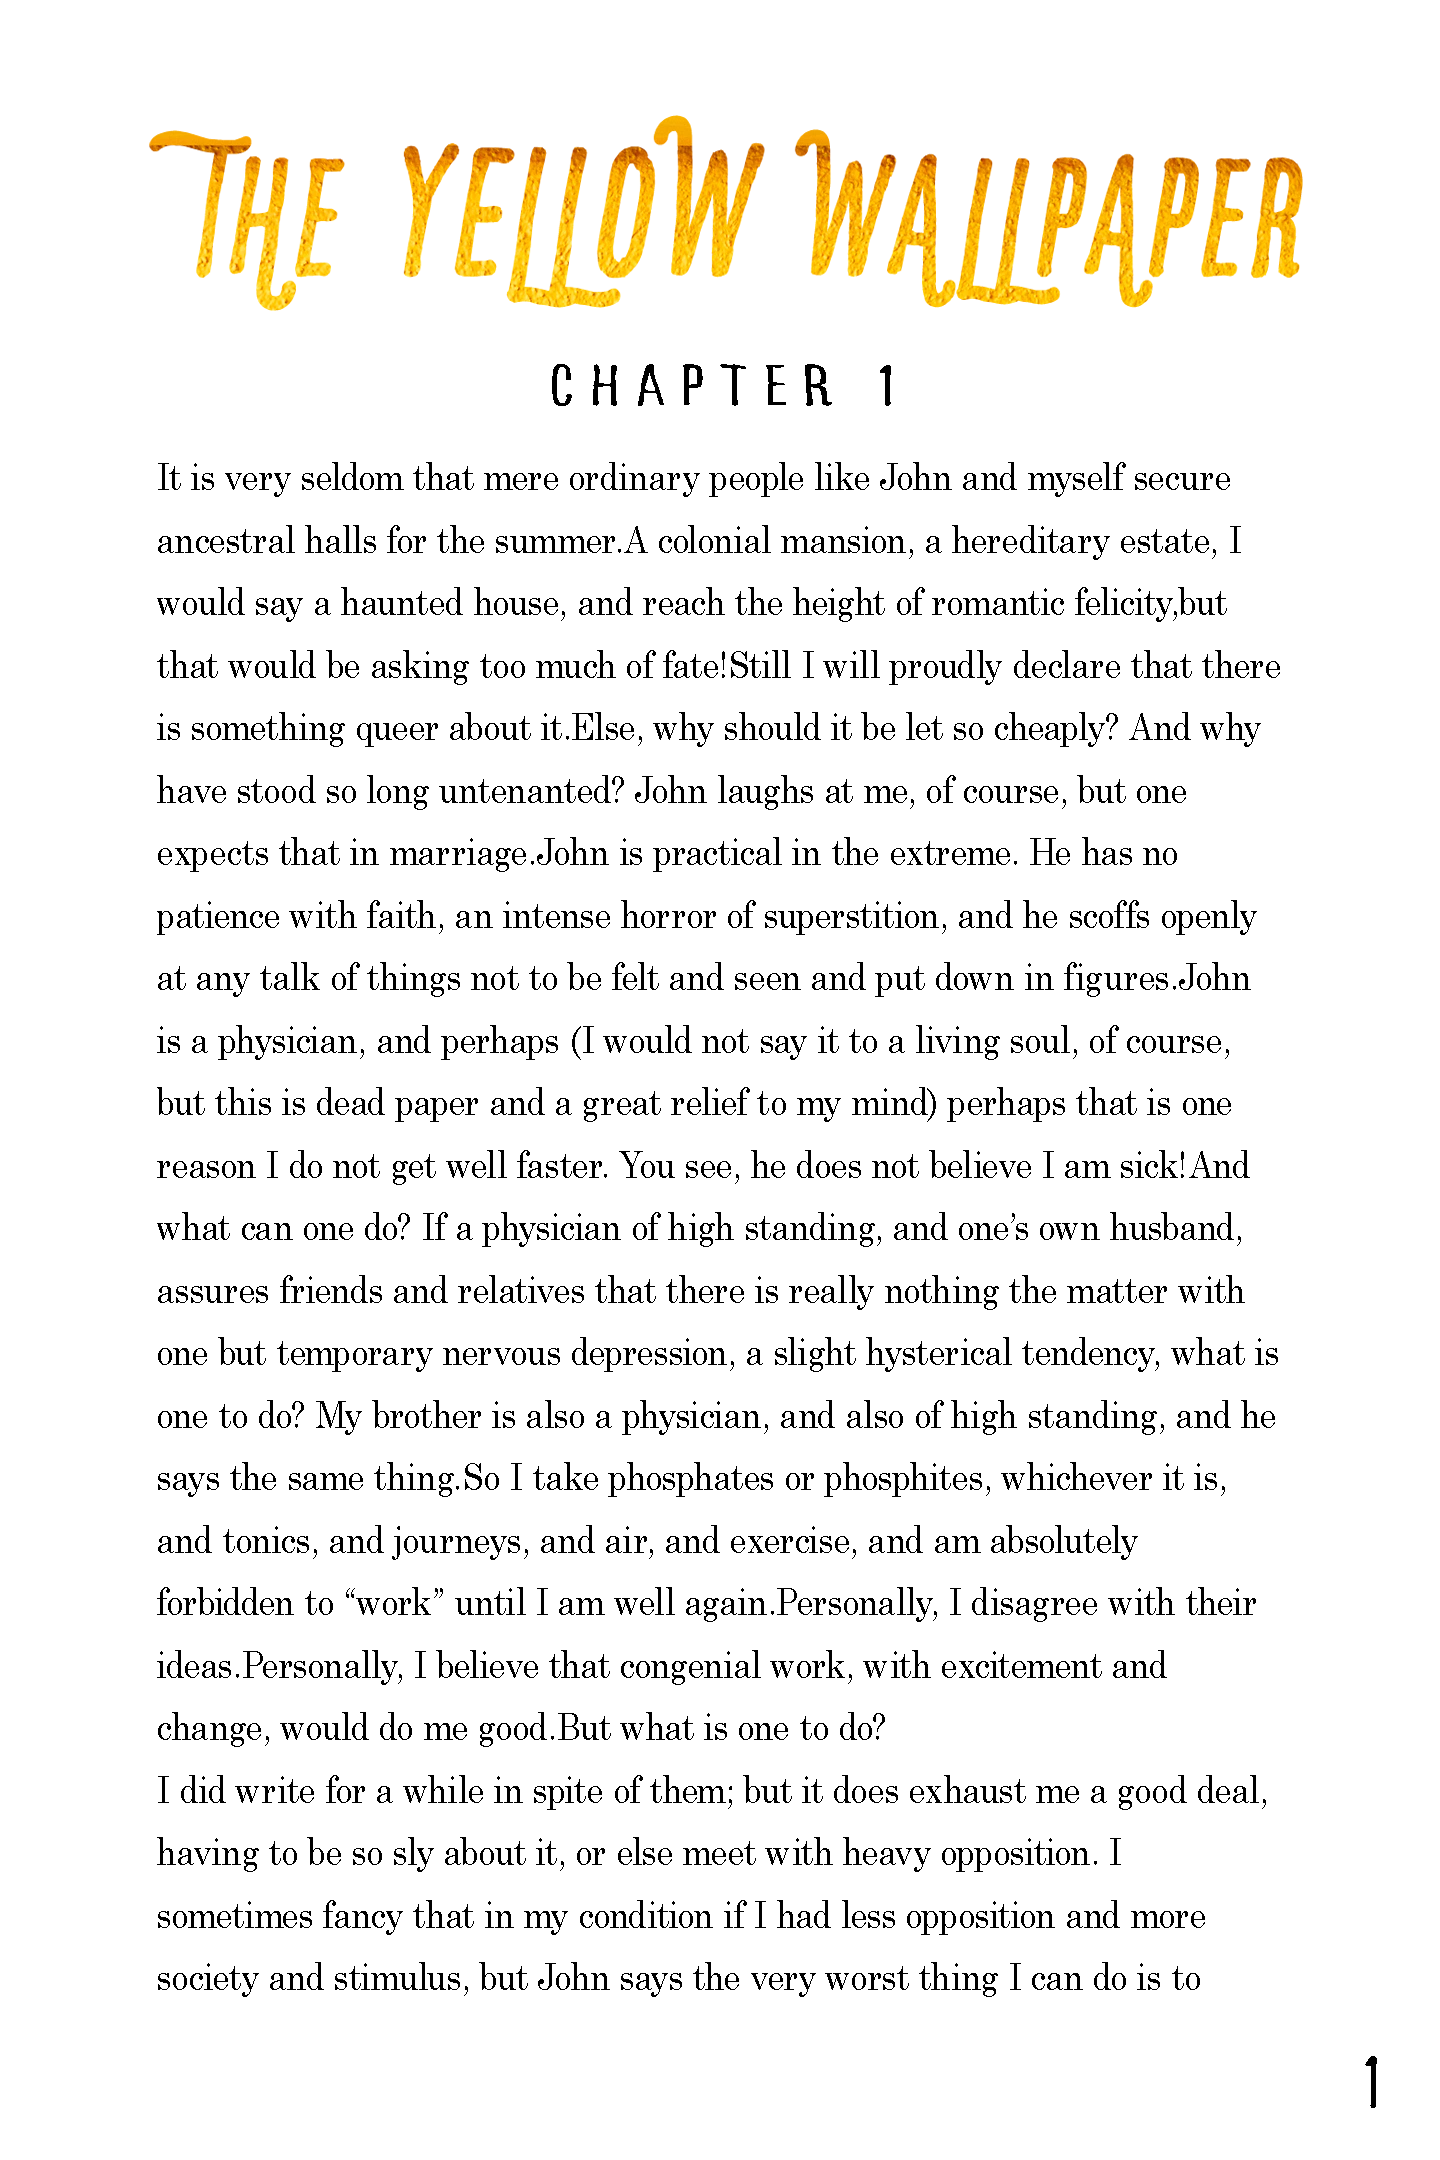 THE YELLOW WALLPAPER
CHAPTER 1
It is very seldom that mere ordinary people like John and myself secure
ancestral halls for the summer.A colonial mansion, a hereditary estate, I
would say a haunted house, and reach the height of romantic felicity,but
that would be asking too much of fate!Still I will proudly declare that there
is something queer about it.Else, why should it be let so cheaply? And why
have stood so long untenanted? John laughs at me, of course, but one
expects that in marriage.John is practical in the extreme. He has no
patience with faith, an intense horror of superstition, and he scoffs openly
at any talk of things not to be felt and seen and put down in figures.John
is a physician, and perhaps (I would not say it to a living soul, of course,
but this is dead paper and a great relief to my mind) perhaps that is one
reason I do not get well faster. You see, he does not believe I am sick!And
what can one do? If a physician of high standing, and one’s own husband,
assures friends and relatives that there is really nothing the matter with
one but temporary nervous depression, a slight hysterical tendency, what is
one to do? My brother is also a physician, and also of high standing, and he
says the same thing.So I take phosphates or phosphites, whichever it is,
and tonics, and journeys, and air, and exercise, and am absolutely
forbidden to “work” until I am well again.Personally, I disagree with their
ideas.Personally, I believe that congenial work, with excitement and
change, would do me good.But what is one to do?
I did write for a while in spite of them; but it does exhaust me a good deal,
having to be so sly about it, or else meet with heavy opposition. I
sometimes fancy that in my condition if I had less opposition and more
society and stimulus, but John says the very worst thing I can do is to
1